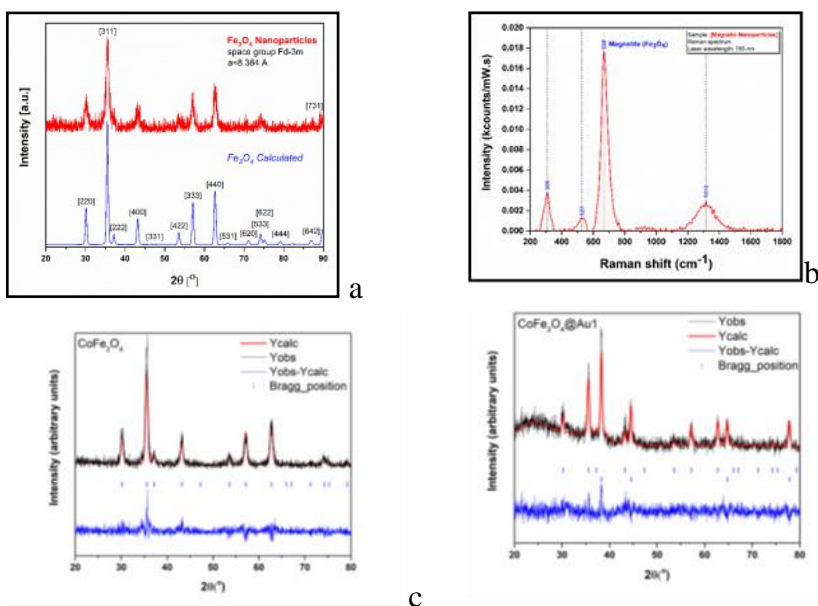 Fe₃O₄ Nanoparticles
space group Fd-3m
a=8.384 A
[311]
[731]
Fe₃O₄ Calculated
[220]
[222]
[400]
[331]
[422]
[333]
[531]
[440]
[620]
[533]
[622]
[444]
[642]
Intensity [a.u.]
20 30 40 50 60 70 80 90
2θ [°]
a
Magnetite (Fe₃O₄)
Sample: [Magnetic Nanoparticles]
Raman spectrum
0.020
0.018
0.016
0.014
0.012
0.010
0.008
0.006
0.004
0.002
0.000
Intensity (kcounts/mW.s)
200 400 600 800 1000 1200 1400 1600 1800
Raman shift (cm⁻¹)
b
CoFe₂O₄
Ycalc
Yobs
Yobs-Ycalc
Bragg_position
Intensity (arbitrary units)
20 30 40 50 60 70 80
2θ(°)
c
CoFe₂O₄@Au1
Yobs
Ycalc
Yobs-Ycalc
Bragg_position
Intensity (arbitrary units)
20 30 40 50 60 70 80
2θ(°)